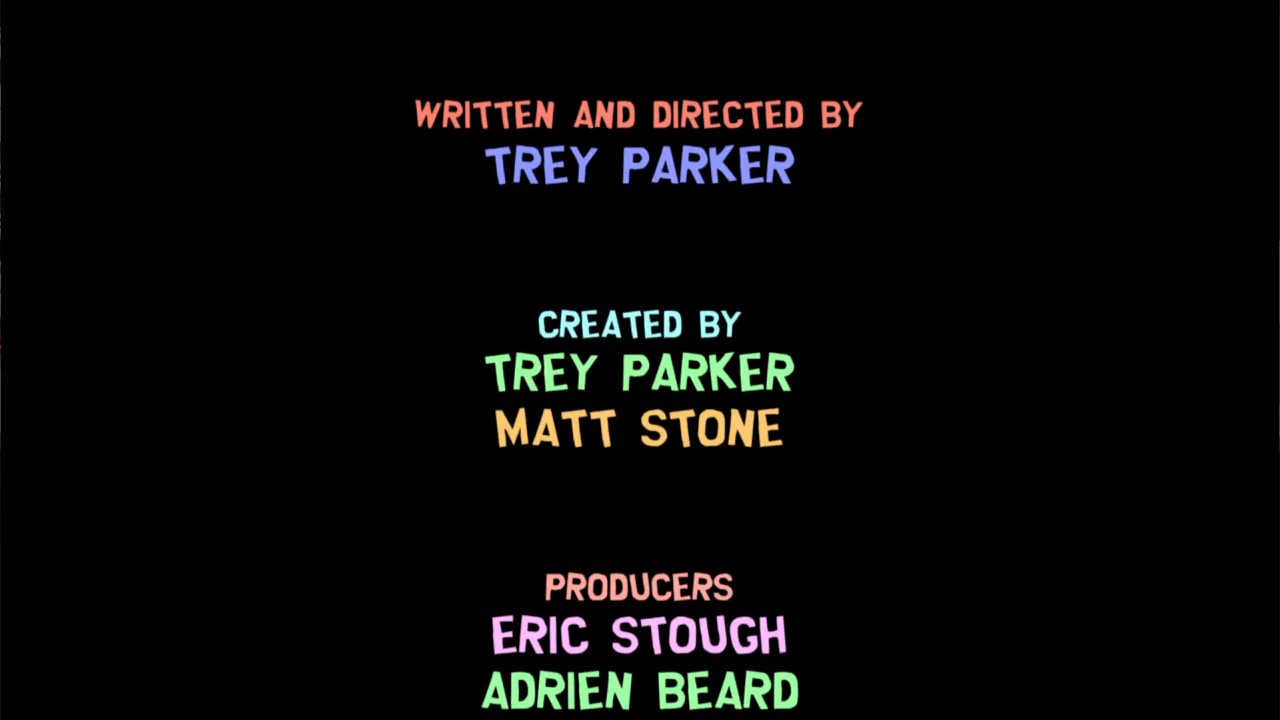 WRITTEN AND DIRECTED BY
TREY PARKER
CREATED BY
TREY PARKER
MATT STONE
PRODUCERS
ERIC STOUGH
ADRIEN BEARD